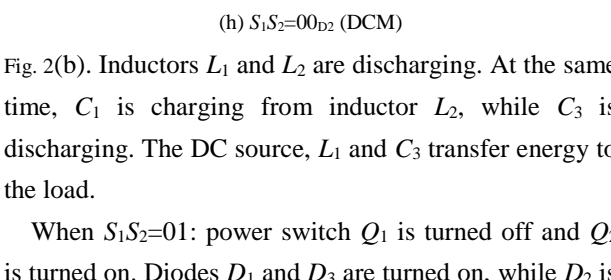 (h) S₁S₂=00_D2 (DCM)
Fig. 2(b). Inductors L₁ and L₂ are discharging. At the same
time, C₁ is charging from inductor L₂, while C₃ is
discharging. The DC source, L₁ and C₃ transfer energy to
the load.
When S₁S₂=01: power switch Q₁ is turned off and
is turned on. Diodes D₁ and D₃ are turned on, while D₂ is